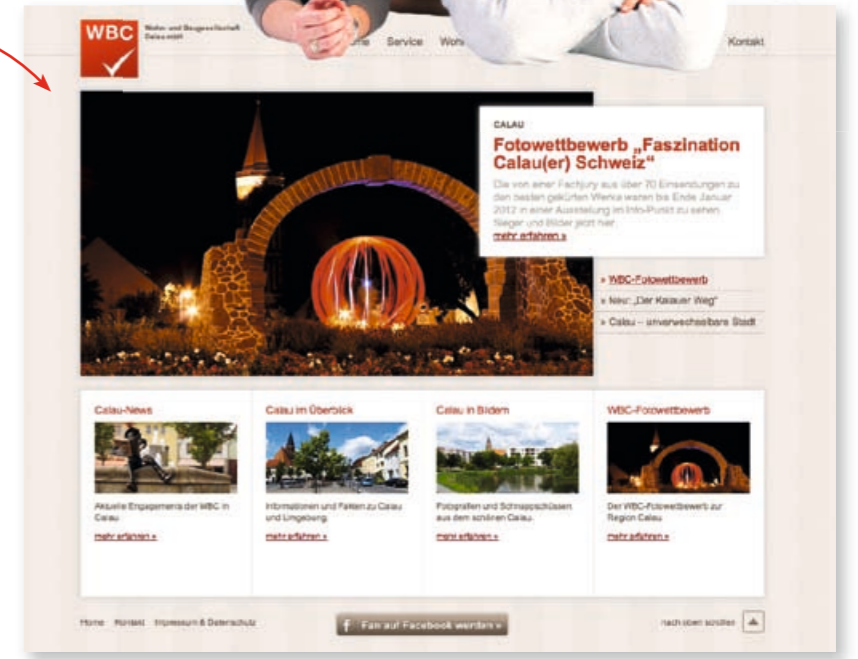 WBC
Wohn- und Baugesellschaft
Calau mbH
Service
Kontakt
CALAU
Fotowettbewerb „Faszination
Calau(er) Schweiz“
Die von einer Fachjury aus über 70 Einsendungen zu
den besten gekürten Werke waren bis Ende Januar
2012 in einer Ausstellung im Info-Punkt zu sehen.
Sieger und Bilder jetzt hier.
mehr erfahren »
» WBC-Fotowettbewerb
» Neu: „Der Kalauer Weg“
» Calau – unverwechselbare Stadt
Calau-News
Aktuelle Engagements der WBC in
Calau.
mehr erfahren »
Calau im Überblick
Informationen und Fakten zu Calau
und Umgebung.
mehr erfahren »
Calau in Bildern
Fotografien und Schnappschüssen
aus dem schönen Calau.
mehr erfahren »
WBC-Fotowettbewerb
Der WBC-Fotowettbewerb zur
Region Calau
mehr erfahren »
Home Kontakt Impressum & Datenschutz
f Fan auf Facebook werden »
nach oben scrollen